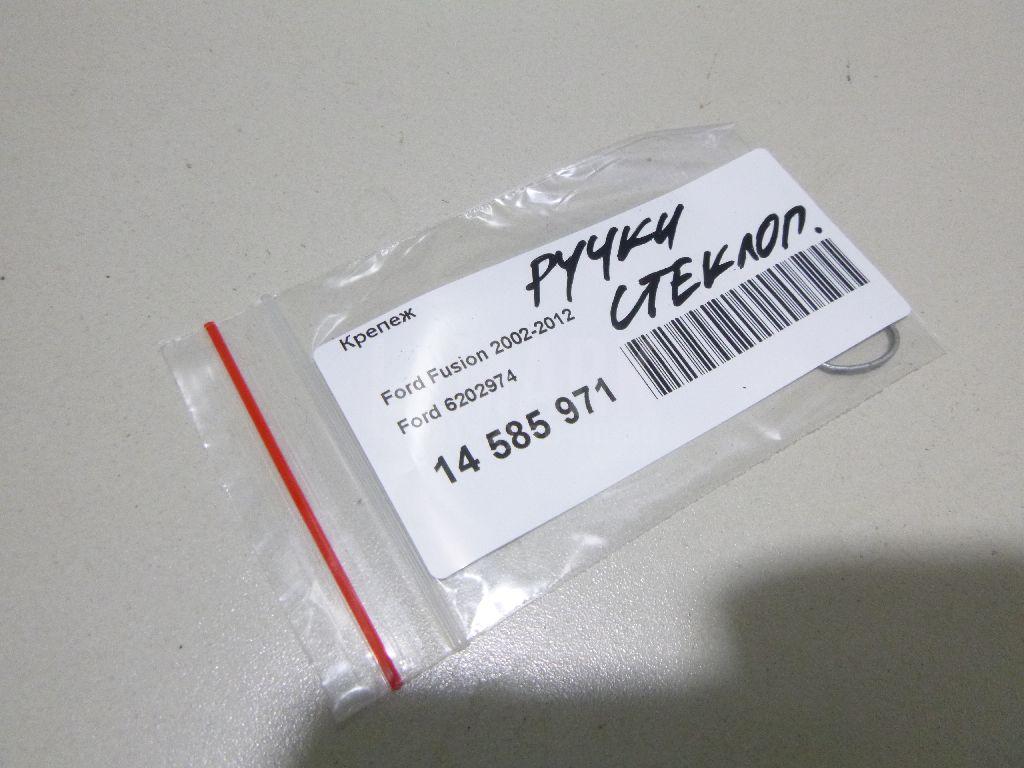 РУЧКИ
СТЕКЛОП.
Крепеж
Ford Fusion 2002-2012
Ford 6202974
14 585 971